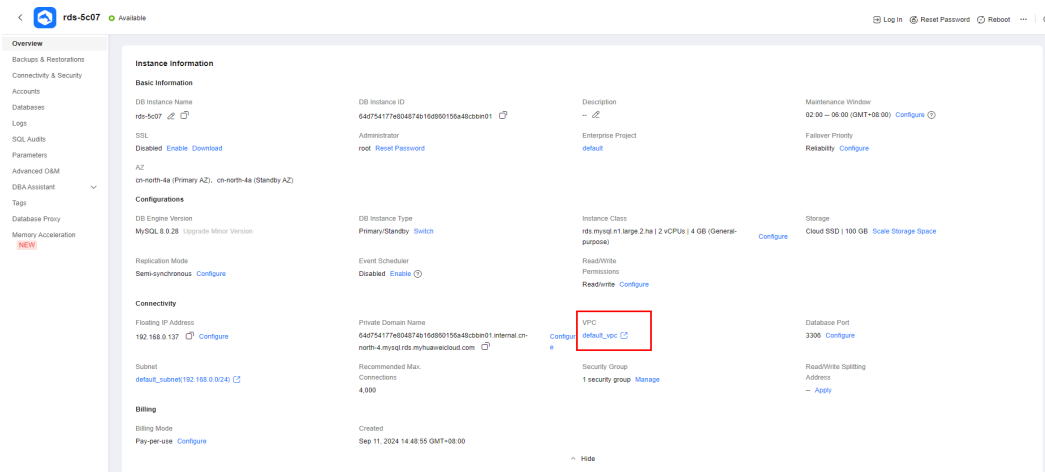 rds-5c07 Available
Log In Reset Password Reboot ...
Overview
Backups & Restorations
Connectivity & Security
Accounts
Databases
Logs
SQL Audits
Parameters
Advanced O&M
DBA Assistant
Tags
Database Proxy
Memory Acceleration
NEW
Instance Information
Basic Information
DB Instance Name
rds-5c07
DB Instance ID
64d754177e804874b16d860156a48cbbin01
Description
--
Maintenance Window
02:00 – 06:00 (GMT+08:00) Configure
SSL
Disabled Enable Download
Administrator
root Reset Password
Enterprise Project
default
Failover Priority
Reliability Configure
AZ
cn-north-4a (Primary AZ), cn-north-4a (Standby AZ)
Configurations
DB Engine Version
MySQL 8.0.28 Upgrade Minor Version
DB Instance Type
Primary/Standby Switch
Instance Class
rds.mysql.n1.large.2.ha | 2 vCPUs | 4 GB (General-
purpose)
Configure
Storage
Cloud SSD | 100 GB Scale Storage Space
Replication Mode
Semi-synchronous Configure
Event Scheduler
Disabled Enable
Read/Write
Permissions
Read/write Configure
Connectivity
Floating IP Address
192.168.0.137 Configure
Private Domain Name
64d754177e804874b16d860156a48cbbin01.internal.cn-
north-4.mysql.rds.myhuaweicloud.com
Configur
e
VPC
default_vpc
Database Port
3306 Configure
Subnet
default_subnet(192.168.0.0/24)
Recommended Max.
Connections
4,000
Security Group
1 security group Manage
Read/Write Splitting
Address
-- Apply
Billing
Billing Mode
Pay-per-use Configure
Created
Sep 11, 2024 14:48:55 GMT+08:00
Hide